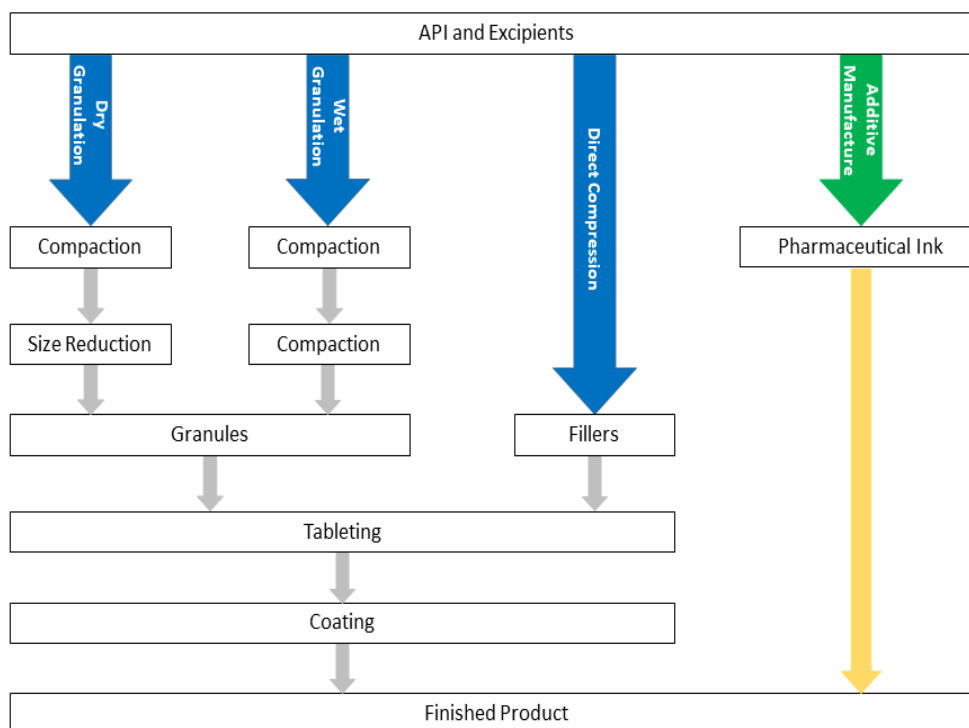 API and Excipients
Dry
Granulation
Wet
Granulation
Direct Compression
Additive
Manufacture
Compaction
Compaction
Pharmaceutical Ink
Size Reduction
Compaction
Granules
Fillers
Tableting
Coating
Finished Product